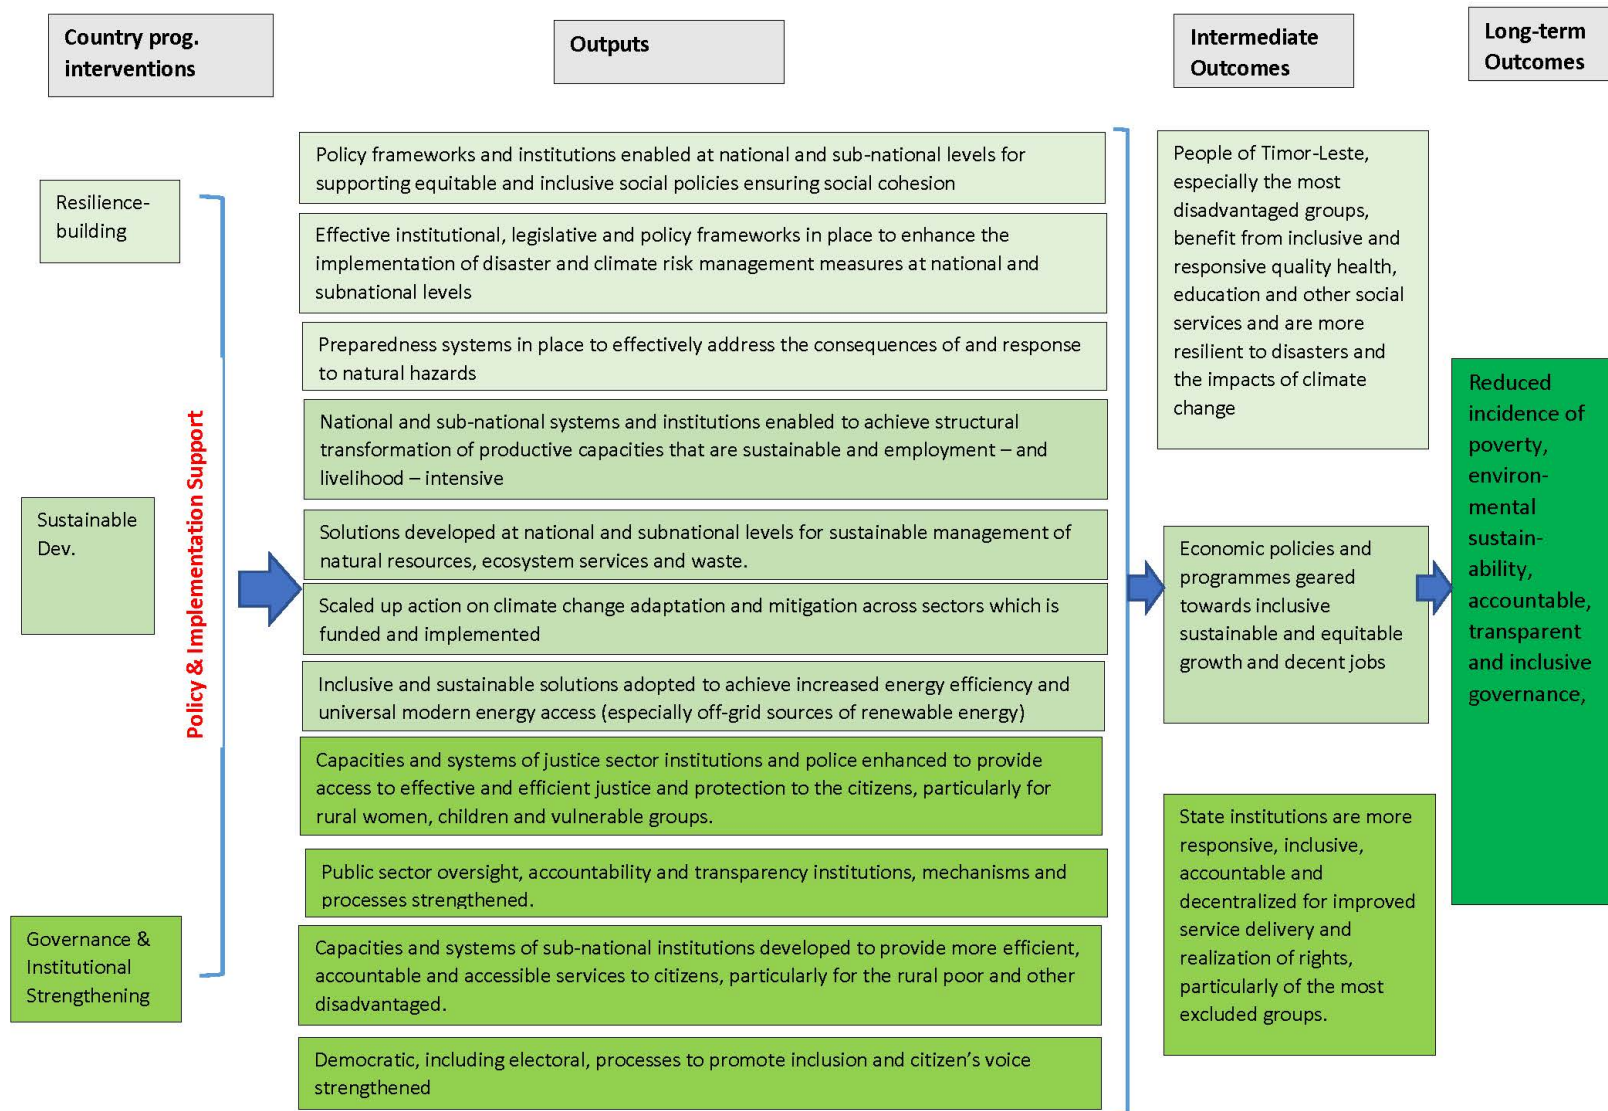 Country prog.
interventions
Outputs
Intermediate
Outcomes
Long-term
Outcomes
Resilience-
building
Sustainable
Dev.
Governance &
Institutional
Strengthening
Policy & Implementation Support
Policy frameworks and institutions enabled at national and sub-national levels for
supporting equitable and inclusive social policies ensuring social cohesion
Effective institutional, legislative and policy frameworks in place to enhance the
implementation of disaster and climate risk management measures at national and
subnational levels
Preparedness systems in place to effectively address the consequences of and response
to natural hazards
National and sub-national systems and institutions enabled to achieve structural
transformation of productive capacities that are sustainable and employment – and
livelihood – intensive
Solutions developed at national and subnational levels for sustainable management of
natural resources, ecosystem services and waste.
Scaled up action on climate change adaptation and mitigation across sectors which is
funded and implemented
Inclusive and sustainable solutions adopted to achieve increased energy efficiency and
universal modern energy access (especially off-grid sources of renewable energy)
Capacities and systems of justice sector institutions and police enhanced to provide
access to effective and efficient justice and protection to the citizens, particularly for
rural women, children and vulnerable groups.
Public sector oversight, accountability and transparency institutions, mechanisms and
processes strengthened.
Capacities and systems of sub-national institutions developed to provide more efficient,
accountable and accessible services to citizens, particularly for the rural poor and other
disadvantaged.
Democratic, including electoral, processes to promote inclusion and citizen’s voice
strengthened
People of Timor-Leste,
especially the most
disadvantaged groups,
benefit from inclusive and
responsive quality health,
education and other social
services and are more
resilient to disasters and
the impacts of climate
change
Economic policies and
programmes geared
towards inclusive
sustainable and equitable
growth and decent jobs
State institutions are more
responsive, inclusive,
accountable and
decentralized for improved
service delivery and
realization of rights,
particularly of the most
excluded groups.
Reduced
incidence of
poverty,
environ-
mental
sustain-
ability,
accountable,
transparent
and inclusive
governance,